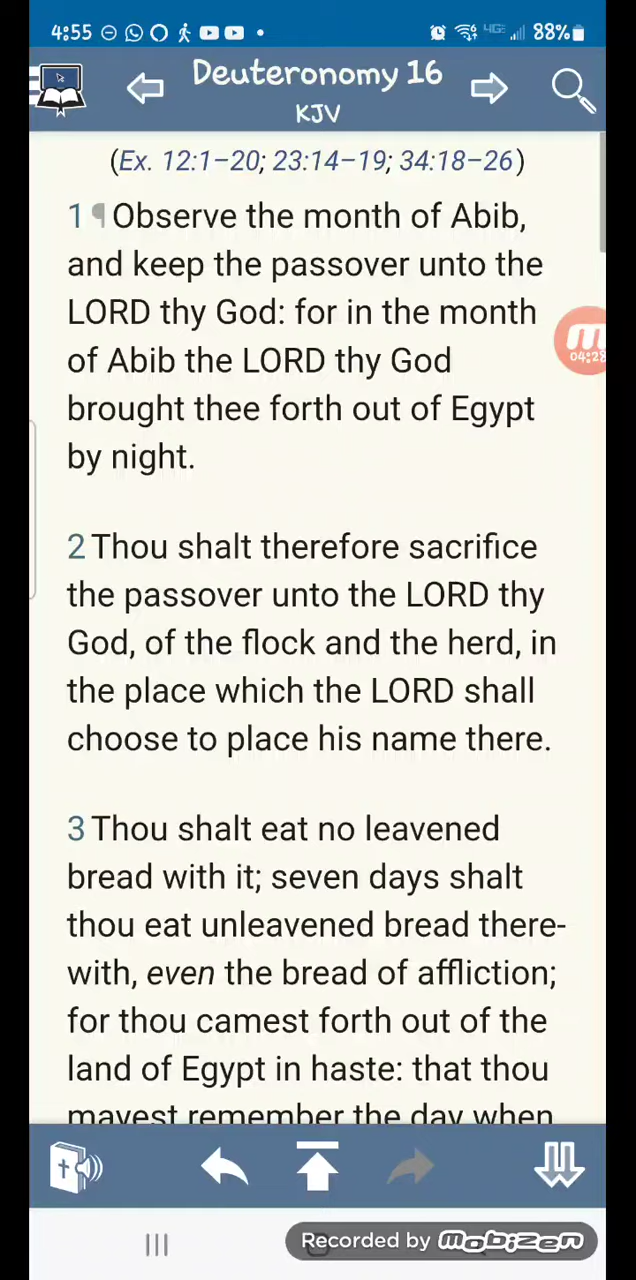 4:55
4G
88%
Deuteronomy 16
KJV
(Ex. 12:1–20; 23:14–19; 34:18–26)
1 ¶ Observe the month of Abib,
and keep the passover unto the
LORD thy God: for in the month
of Abib the LORD thy God
brought thee forth out of Egypt
by night.
04:28
2 Thou shalt therefore sacrifice
the passover unto the LORD thy
God, of the flock and the herd, in
the place which the LORD shall
choose to place his name there.
3 Thou shalt eat no leavened
bread with it; seven days shalt
thou eat unleavened bread there-
with, even the bread of affliction;
for thou camest forth out of the
land of Egypt in haste: that thou
mayest remember the day when
Recorded by mobizen